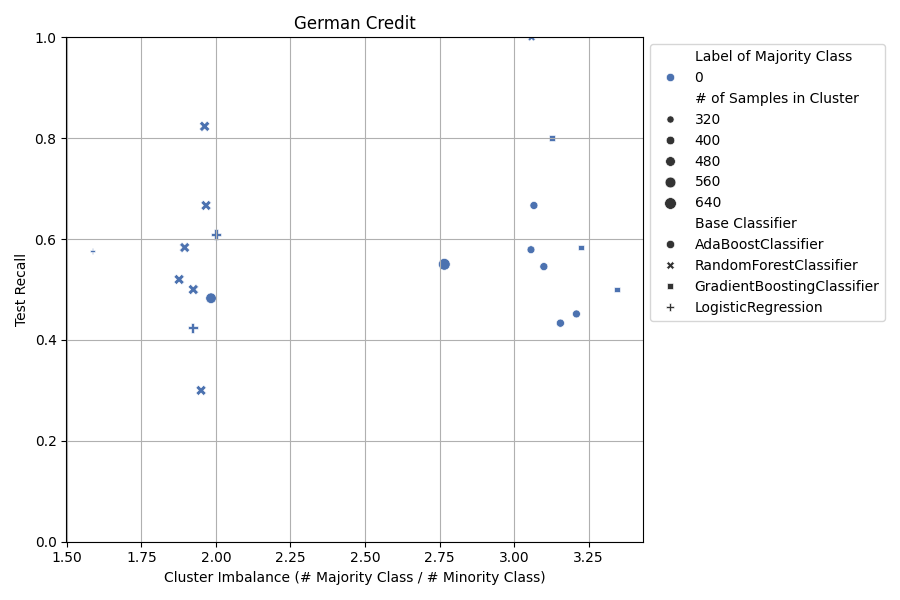 German Credit
1.0
0.8
0.6
0.4
0.2
0.0
Test Recall
1.50 1.75 2.00 2.25 2.50 2.75 3.00 3.25
Cluster Imbalance (# Majority Class / # Minority Class)
Label of Majority Class
0
# of Samples in Cluster
320
400
480
560
640
Base Classifier
AdaBoostClassifier
RandomForestClassifier
GradientBoostingClassifier
LogisticRegression